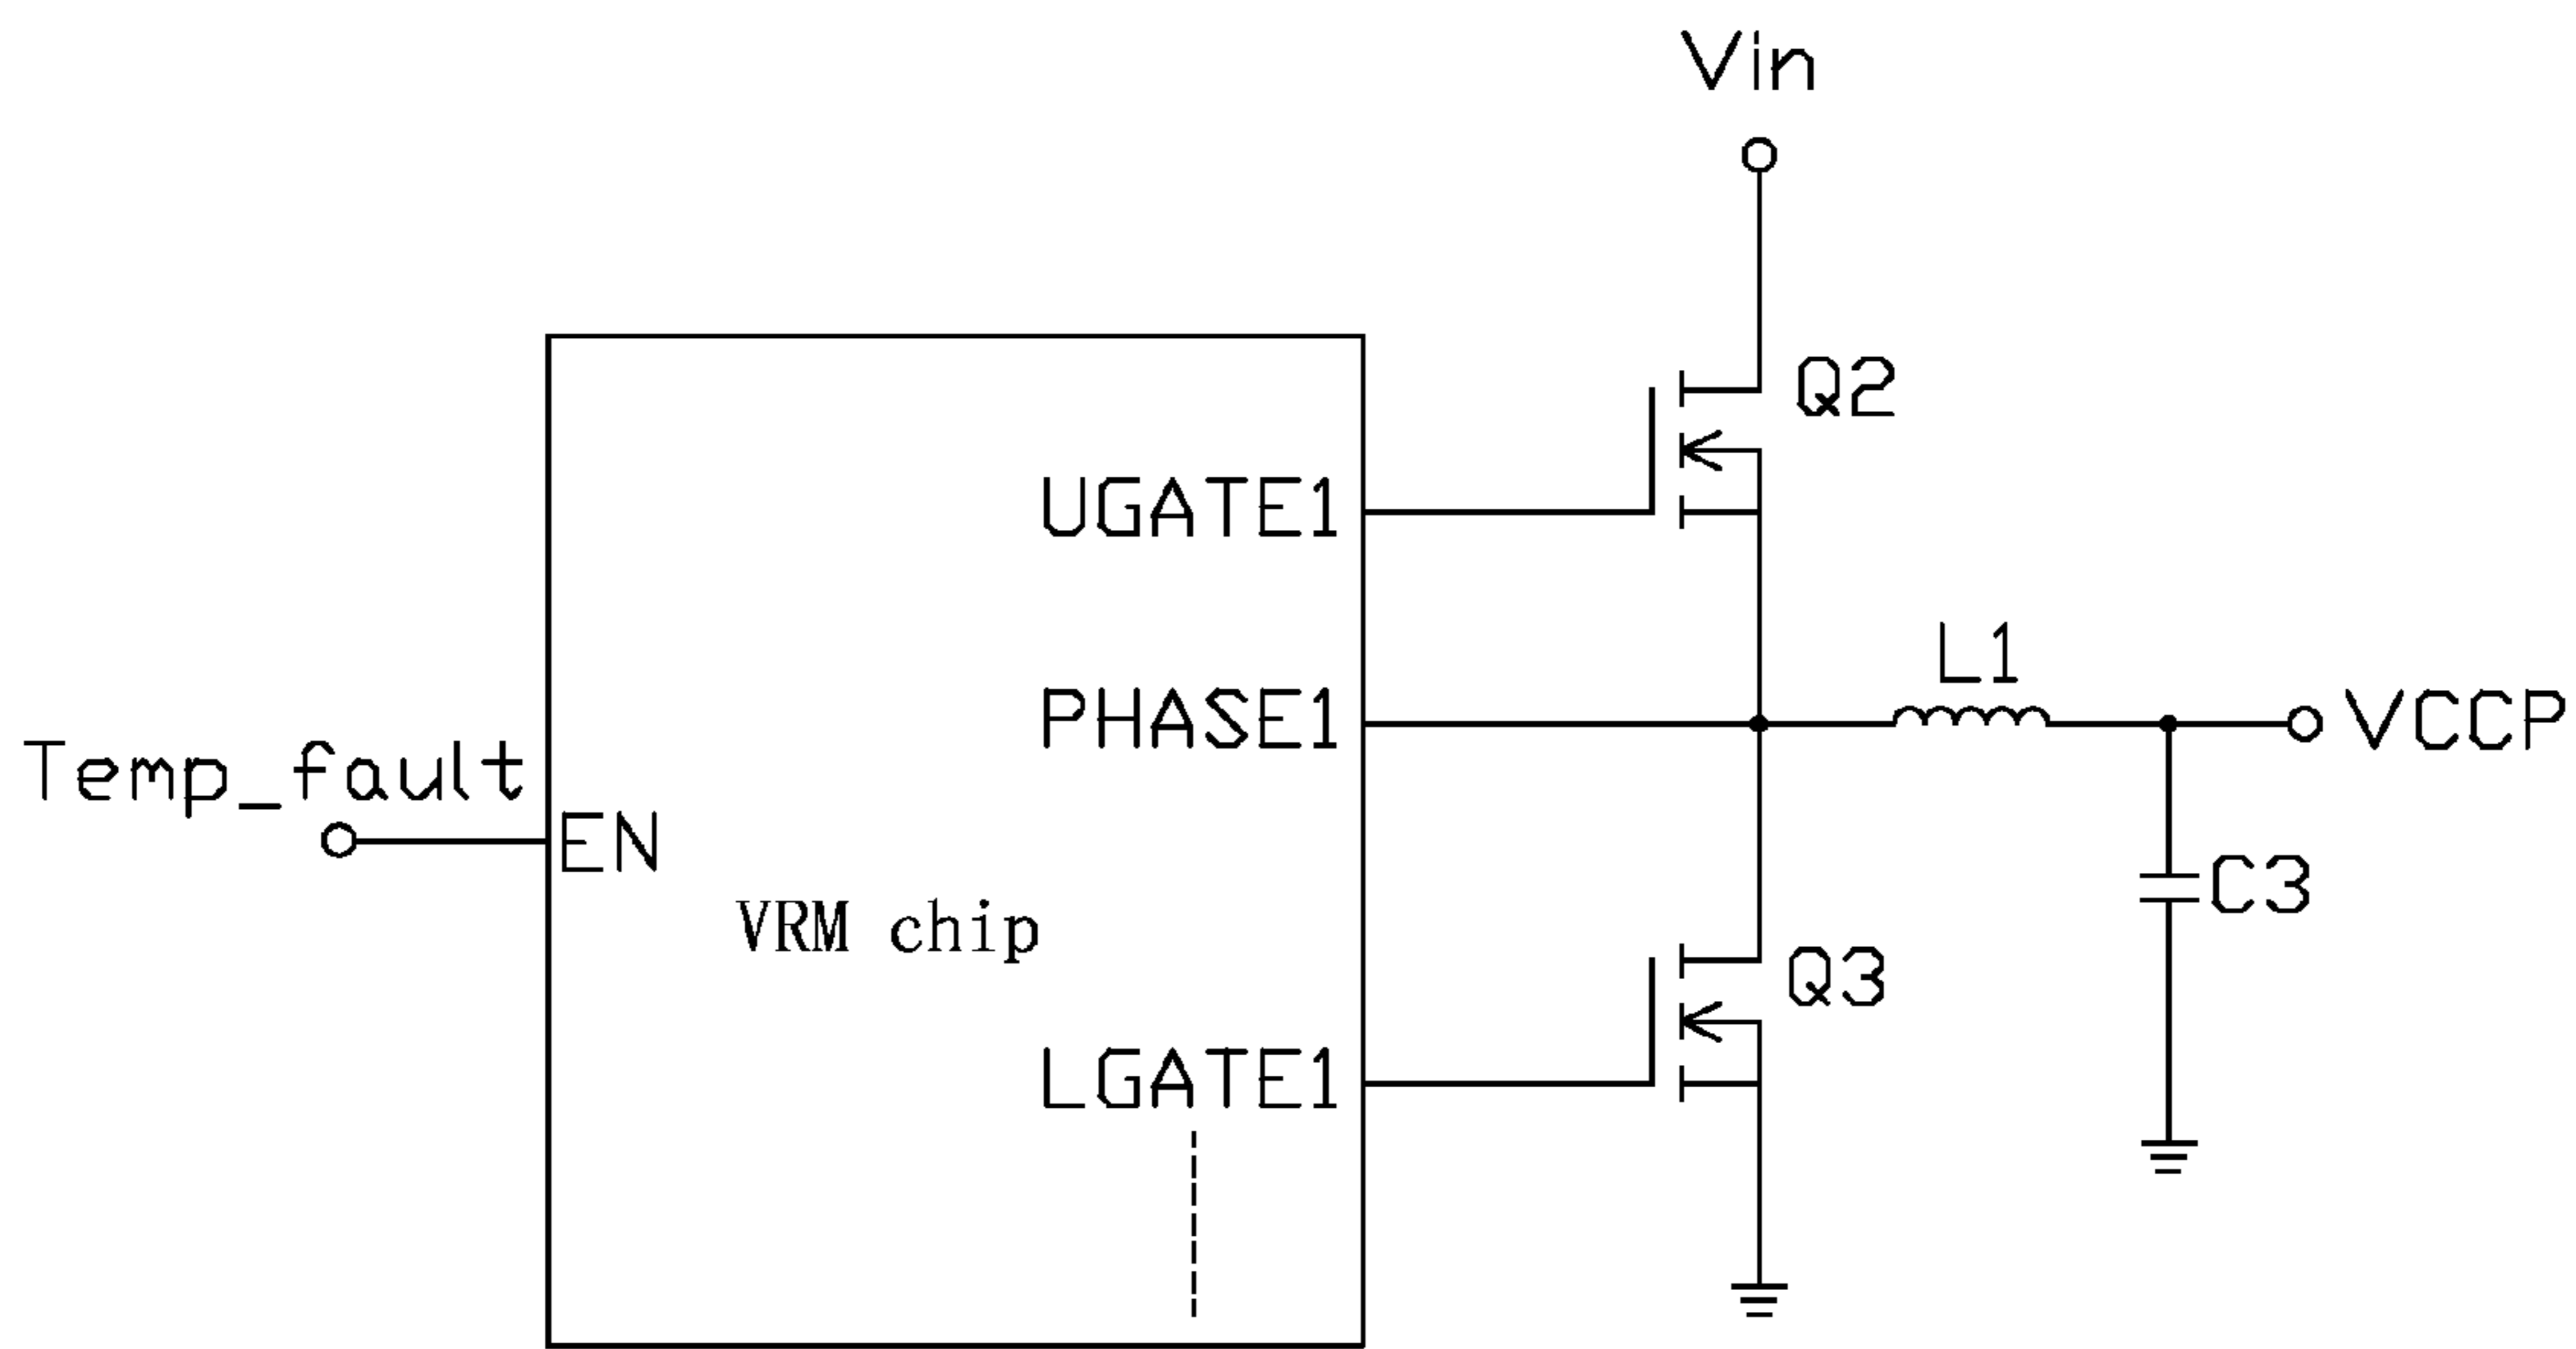 Vin
Q2
UGATE1
L1
PHASE1
VCCP
Temp_fault
EN
C3
VRM chip
Q3
LGATE1